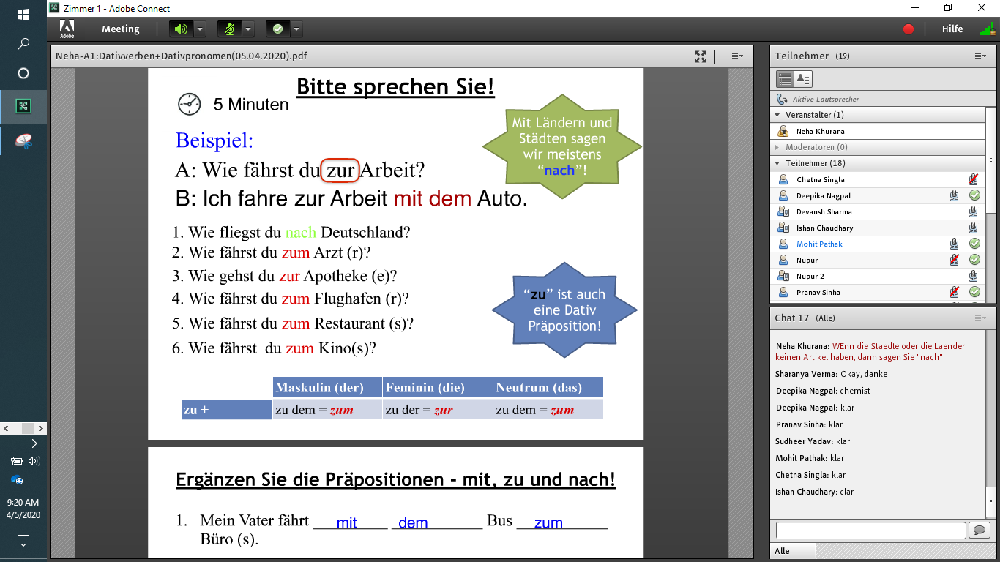 Zimmer 1 - Adobe Connect
Adobe
Meeting
Hilfe
Neha-A1:Dativverben+Dativpronomen(05.04.2020).pdf
Bitte sprechen Sie!
5 Minuten
Mit Ländern und
Städten sagen
wir meistens
“nach”!
Beispiel:
A: Wie fährst du zur Arbeit?
B: Ich fahre zur Arbeit mit dem Auto.
1. Wie fliegst du nach Deutschland?
2. Wie fährst du zum Arzt (r)?
3. Wie gehst du zur Apotheke (e)?
4. Wie fährst du zum Flughafen (r)?
5. Wie fährst du zum Restaurant (s)?
6. Wie fährst du zum Kino(s)?
“zu” ist auch
eine Dativ
Präposition!
Maskulin (der) Feminin (die) Neutrum (das)
zu + zu dem = zum zu der = zur zu dem = zum
Ergänzen Sie die Präpositionen - mit, zu und nach!
1. Mein Vater fährt mit dem Bus zum
Büro (s).
Teilnehmer (19)
Aktive Lautsprecher
Veranstalter (1)
Neha Khurana
Moderatoren (0)
Teilnehmer (18)
Chetna Singla
Deepika Nagpal
Devansh Sharma
Ishan Chaudhary
Mohit Pathak
Nupur
Nupur 2
Pranav Sinha
Chat 17 (Alle)
Neha Khurana: WEnn die Staedte oder die Laender
keinen Artikel haben, dann sagen Sie "nach".
Sharanya Verma: Okay, danke
Deepika Nagpal: chemist
Deepika Nagpal: klar
Pranav Sinha: klar
Sudheer Yadav: klar
Mohit Pathak: klar
Chetna Singla: klar
Ishan Chaudhary: clar
Alle
9:20 AM
4/5/2020